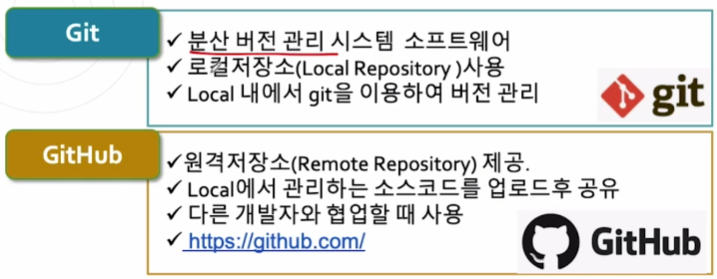 Git
✓ 분산 버전 관리 시스템 소프트웨어
✓ 로컬저장소(Local Repository )사용
✓ Local 내에서 git을 이용하여 버전 관리
git
GitHub
✓ 원격저장소(Remote Repository) 제공.
✓ Local에서 관리하는 소스코드를 업로드후 공유
✓ 다른 개발자와 협업할 때 사용
✓ https://github.com/
GitHub